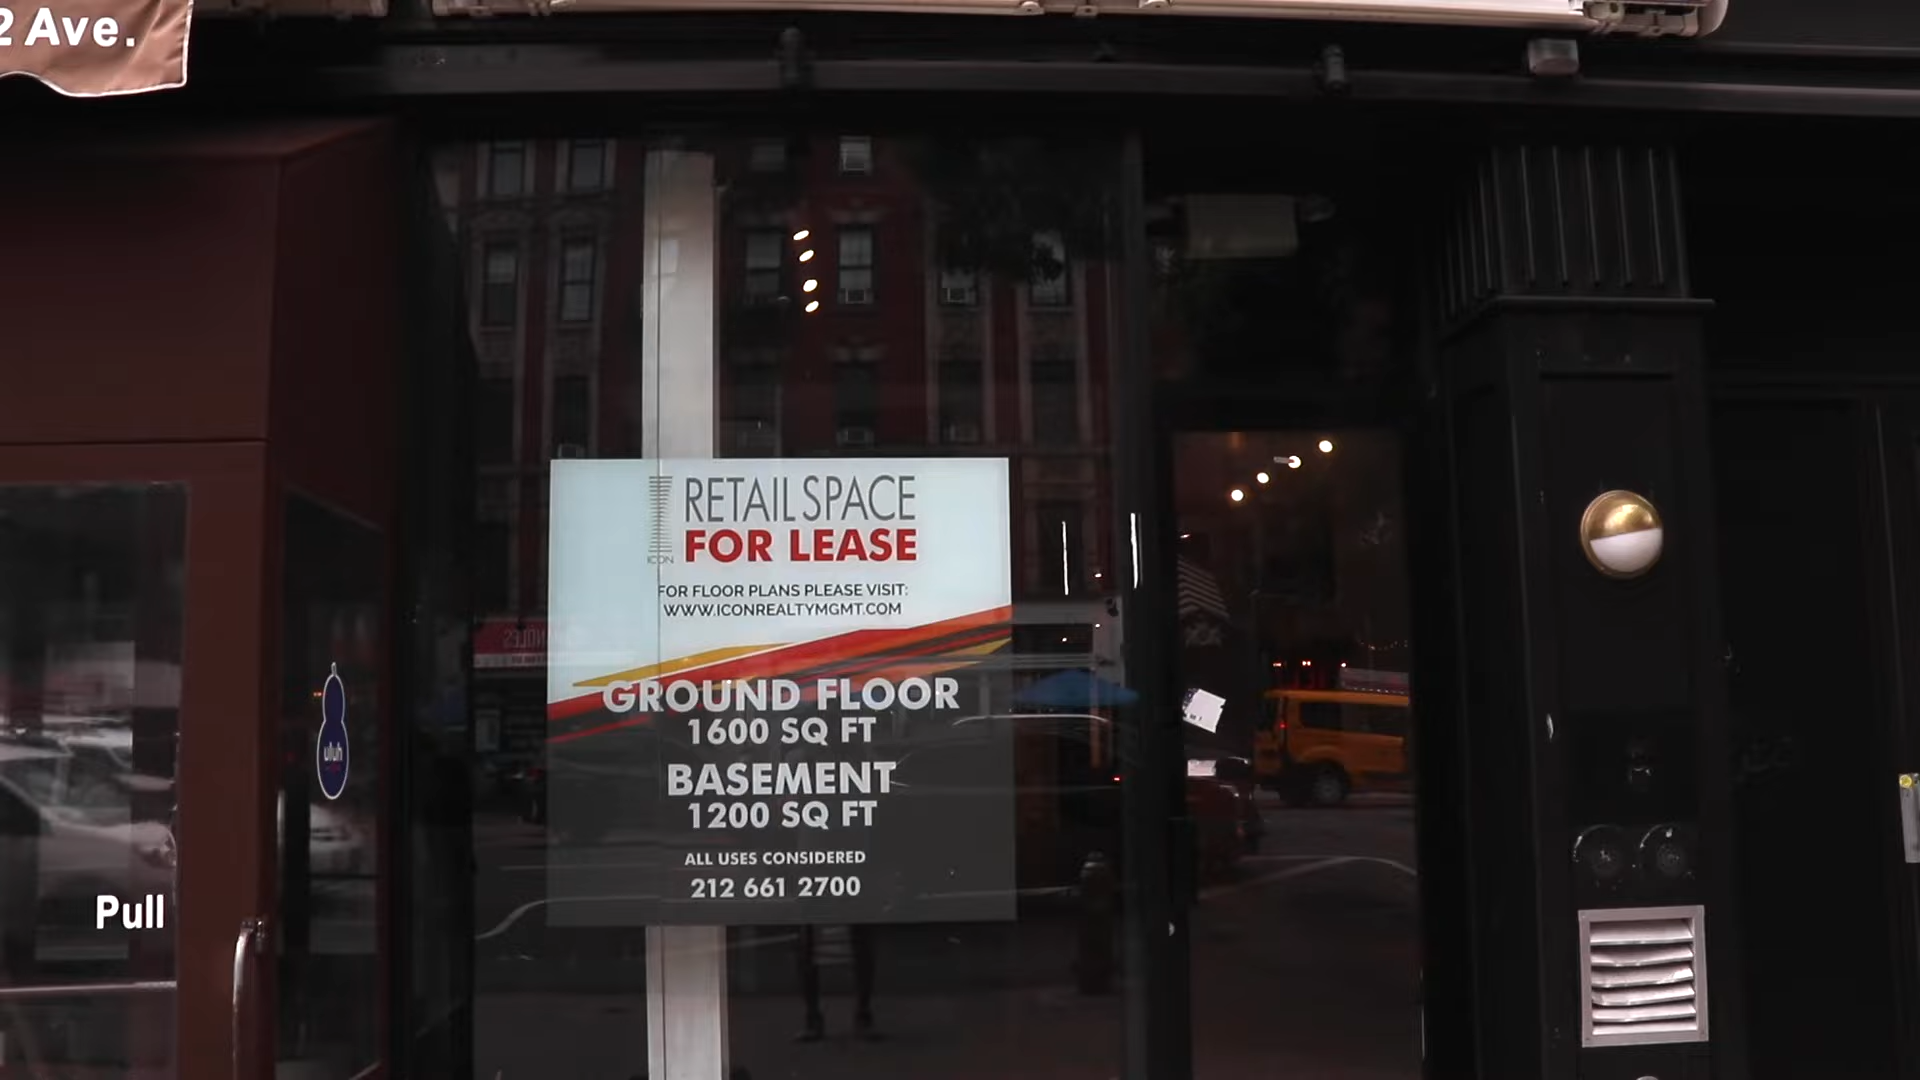 2 Ave.
RETAIL SPACE
FOR LEASE
ICON
FOR FLOOR PLANS PLEASE VISIT:
WWW.ICONREALTYMGMT.COM
GROUND FLOOR
1600 SQ FT
BASEMENT
1200 SQ FT
ALL USES CONSIDERED
212 661 2700
uluh
Pull